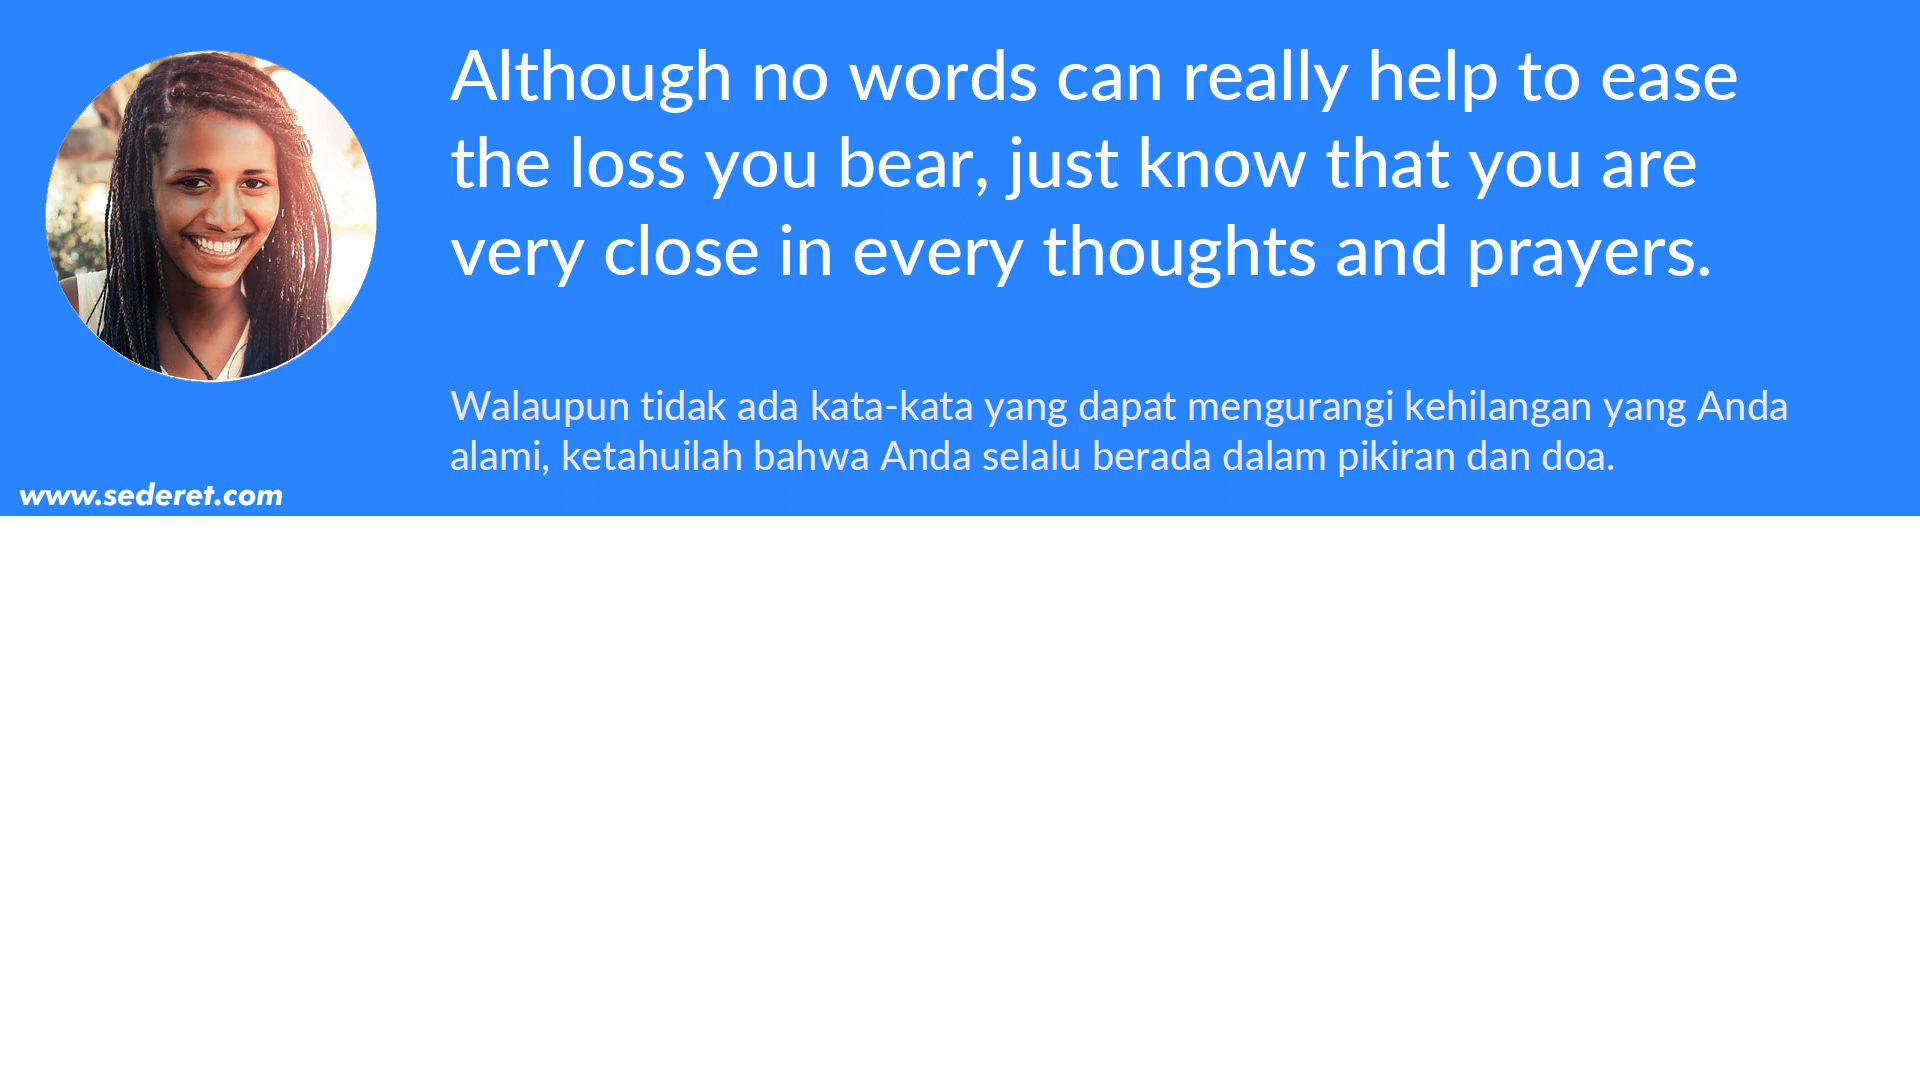 Although no words can really help to ease
the loss you bear, just know that you are
very close in every thoughts and prayers.
Walaupun tidak ada kata-kata yang dapat mengurangi kehilangan yang Anda
alami, ketahuilah bahwa Anda selalu berada dalam pikiran dan doa.
www.sederet.com